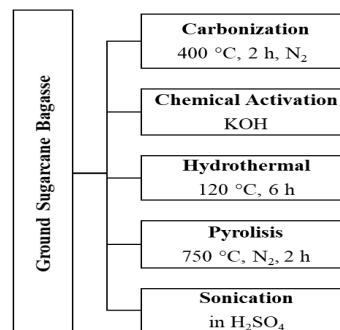 Ground Sugarcane Bagasse
Carbonization
400 °C, 2 h, N₂
Chemical Activation
KOH
Hydrothermal
120 °C, 6 h
Pyrolisis
750 °C, N₂, 2 h
Sonication
in H₂SO₄